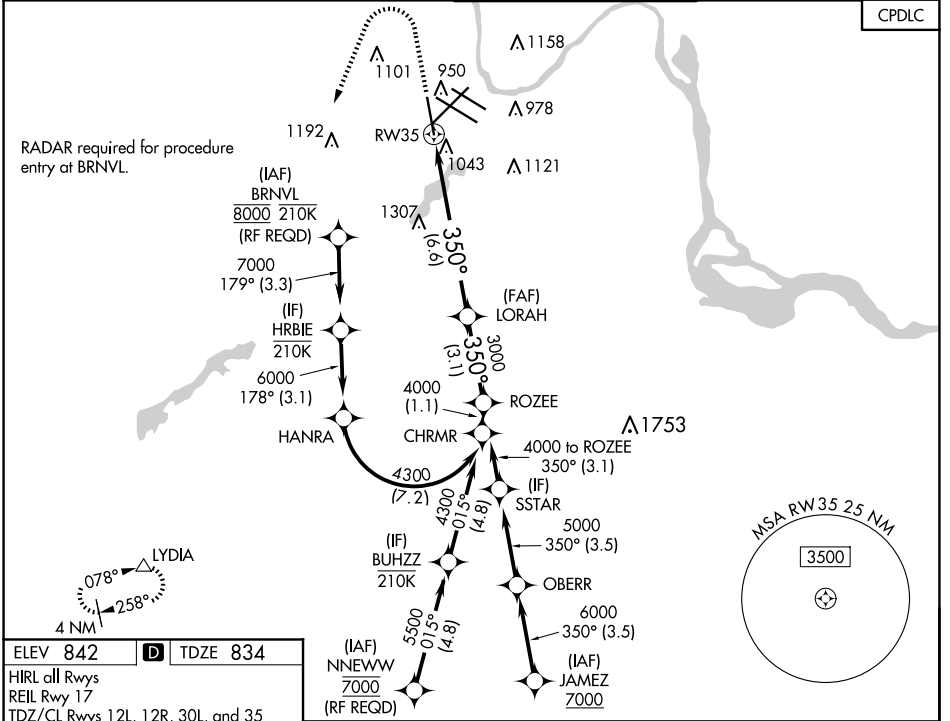 CPDLC
1158
1101
950
978
RADAR required for procedure
entry at BRNVL.
1192
RW35
1043
1121
(IAF)
BRNVL
8000 210K
(RF REQD)
1307
350°
(6.6)
7000
179° (3.3)
(IF)
HRBIE
210K
(FAF)
LORAH
3000
350°
(3.1)
6000
178° (3.1)
4000
(1.1)
ROZEE
HANRA
CHRMR
1753
4000 to ROZEE
350° (3.1)
4300
(7.2)
(IF)
SSTAR
4300
015°
(4.8)
5000
350° (3.5)
MSA RW35 25 NM
3500
(IF)
BUHZZ
210K
OBERR
LYDIA
078°
258°
4 NM
6000
350° (3.5)
5500
015°
(4.8)
(IAF)
NNEWW
7000
(RF REQD)
(IAF)
JAMEZ
7000
ELEV 842 D TDZE 834
HIRL all Rwys
REIL Rwy 17
TDZ/CL Rwys 12L, 12R, 30L, and 35